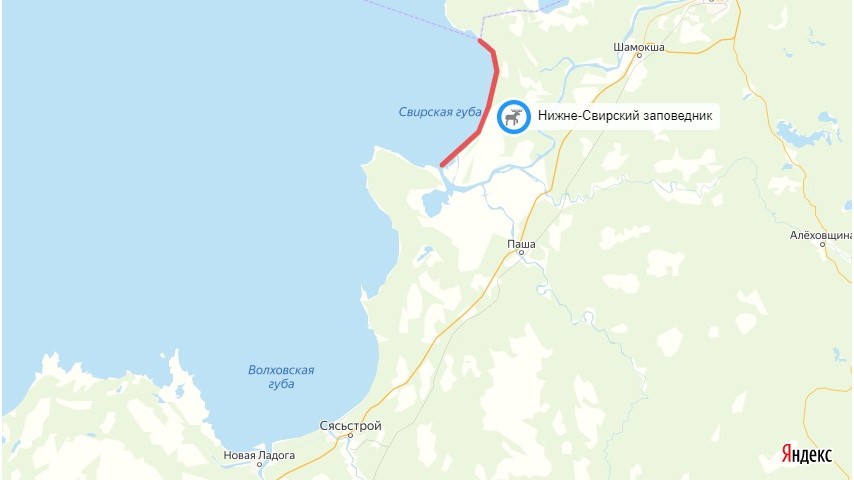 Шамокша
Свирская губа
Нижне-Свирский заповедник
Алёховщина
Паша
Волховская
губа
Сясьстрой
Новая Ладога
Яндекс